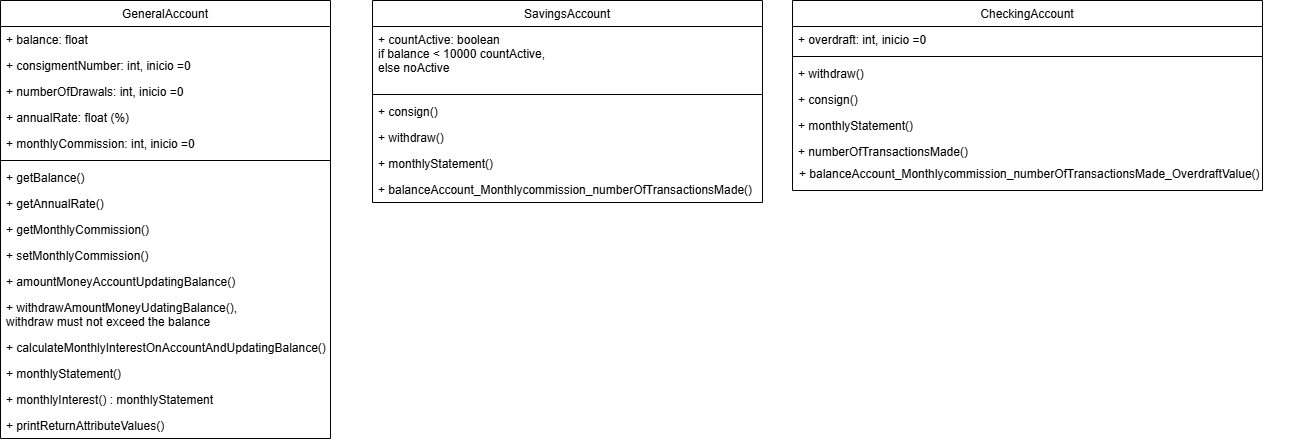 GeneralAccount
+ balance: float
+ consigmentNumber: int, inicio =0
+ numberOfDrawals: int, inicio =0
+ annualRate: float (%)
+ monthlyCommission: int, inicio =0
+ getBalance()
+ getAnnualRate()
+ getMonthlyCommission()
+ setMonthlyCommission()
+ amountMoneyAccountUpdatingBalance()
+ withdrawAmountMoneyUdatingBalance(),
withdraw must not exceed the balance
+ calculateMonthlyInterestOnAccountAndUpdatingBalance()
+ monthlyStatement()
+ monthlyInterest() : monthlyStatement
+ printReturnAttributeValues()
SavingsAccount
+ countActive: boolean
if balance < 10000 countActive,
else noActive
+ consign()
+ withdraw()
+ monthlyStatement()
+ balanceAccount_Monthlycommission_numberOfTransactionsMade()
CheckingAccount
+ overdraft: int, inicio =0
+ withdraw()
+ consign()
+ monthlyStatement()
+ numberOfTransactionsMade()
+ balanceAccount_Monthlycommission_numberOfTransactionsMade_OverdraftValue()